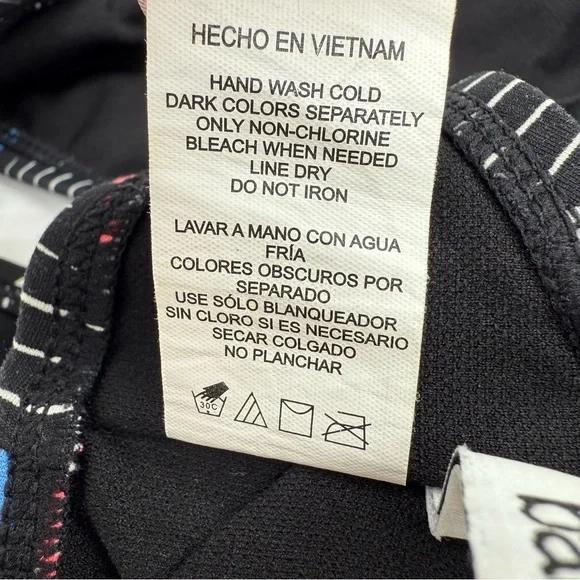 HECHO EN VIETNAM
HAND WASH COLD
DARK COLORS SEPARATELY
ONLY NON-CHLORINE
BLEACH WHEN NEEDED
LINE DRY
DO NOT IRON
LAVAR A MANO CON AGUA
FRÍA
COLORES OBSCUROS POR
SEPARADO
USE SÓLO BLANQUEADOR
SIN CLORO SI ES NECESARIO
SECAR COLGADO
NO PLANCHAR
30C